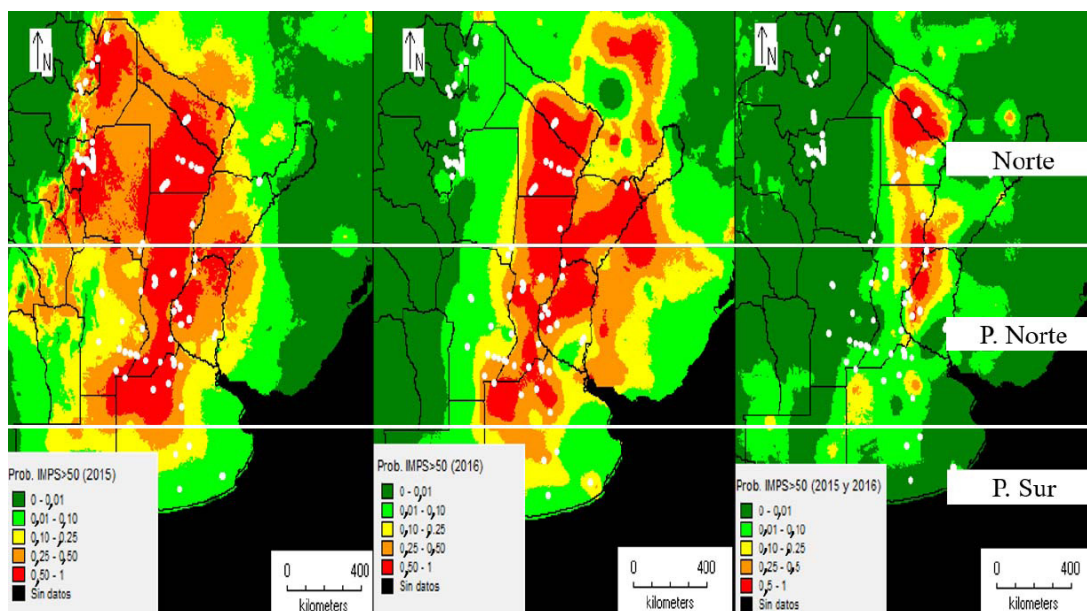 N
N
N
Norte
P. Norte
P. Sur
Prob. IMPS>50 (2015)
0 - 0,01
0,01 - 0,10
0,10 - 0,25
0,25 - 0,50
0,50 - 1
Sin datos
0 400
kilometers
Prob. IMPS>50 (2016)
0 - 0,01
0,01 - 0,10
0,10 - 0,25
0,25 - 0,50
0,50 - 1
Sin datos
0 400
kilometers
Prob. IMPS>50 (2015 y 2016)
0 - 0,01
0,01 - 0,10
0,10 - 0,25
0,25 - 0,5
0,5 - 1
Sin datos
0 400
kilometers